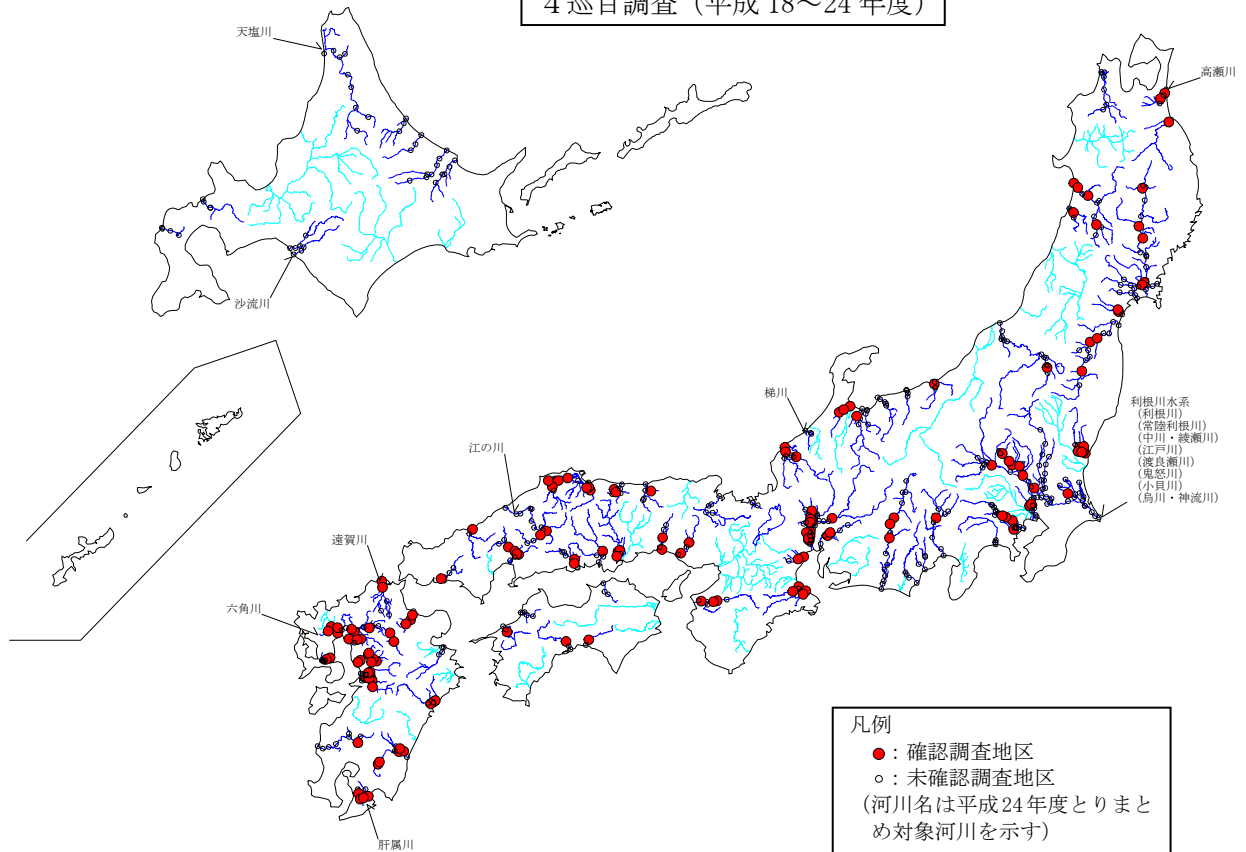 4巡目調査（平成 18～24 年度）
天塩川
高瀬川
沙流川
梯川
利根川水系
(利根川)
(常陸利根川)
(中川・綾瀬川)
(江戸川)
(渡良瀬川)
(鬼怒川)
(小貝川)
(烏川・神流川)
江の川
遠賀川
六角川
肝属川
凡例
●：確認調査地区
○：未確認調査地区
(河川名は平成24年度とりまと
め対象河川を示す)